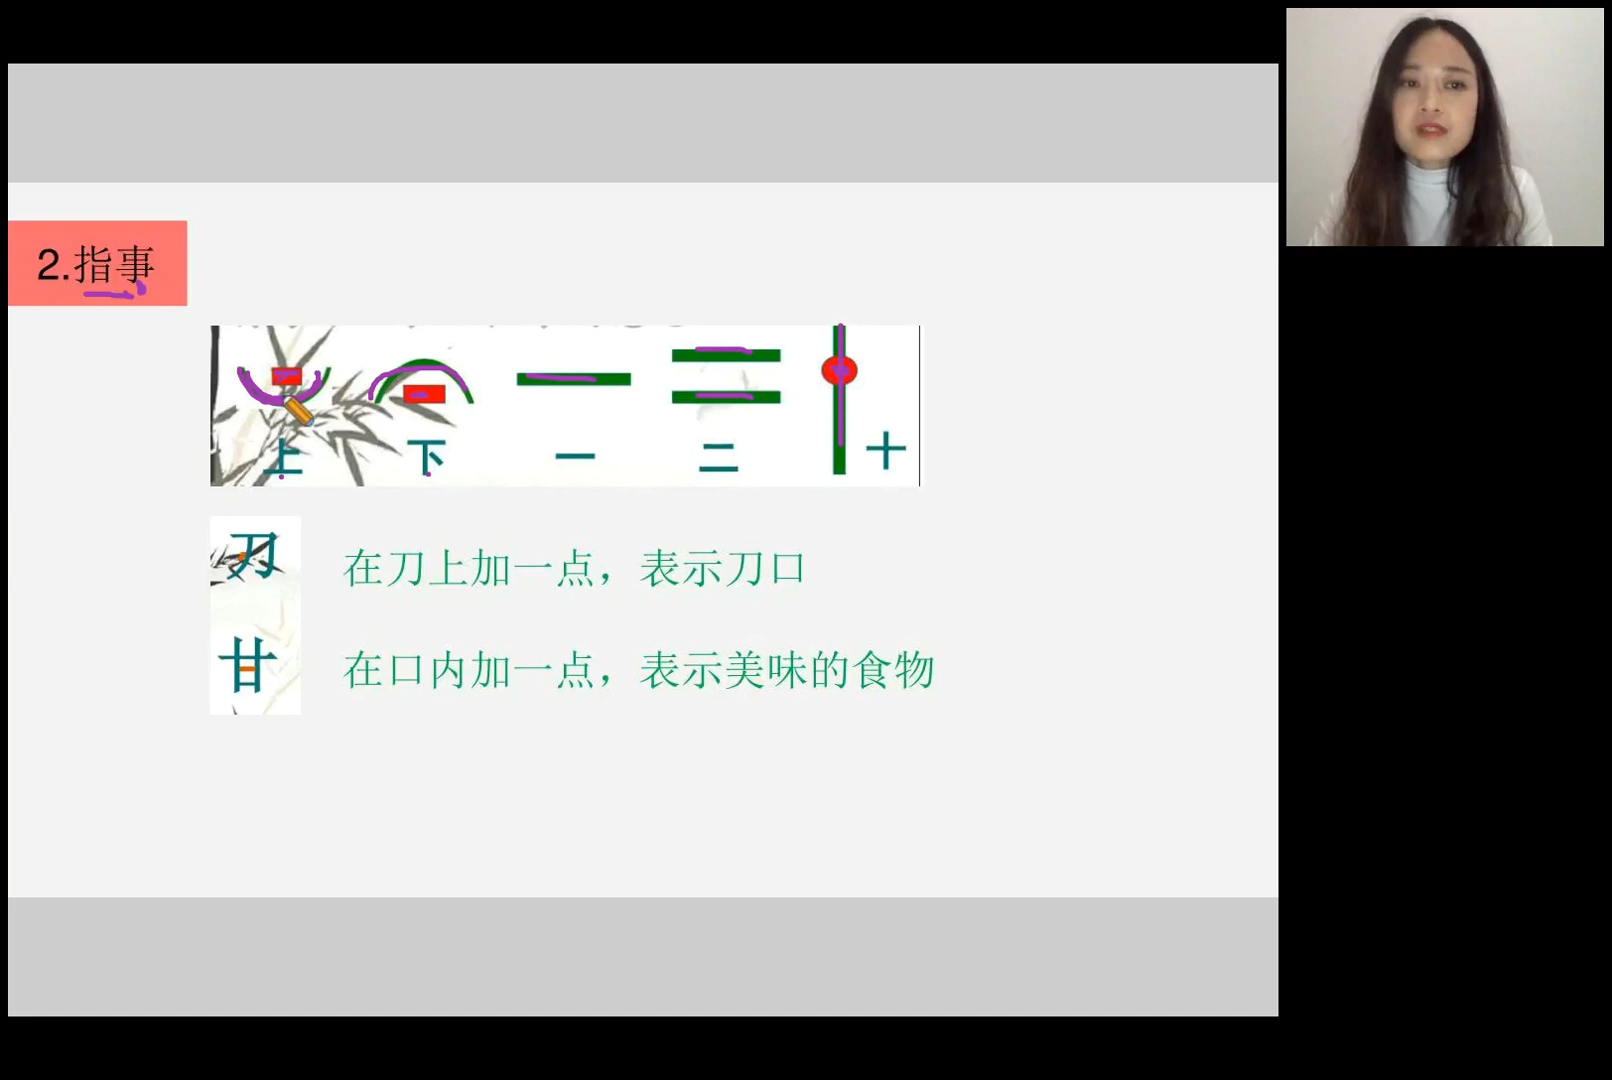 2.指事
上 下 一 二 十
刃 在刀上加一点，表示刀口
甘 在口内加一点，表示美味的食物